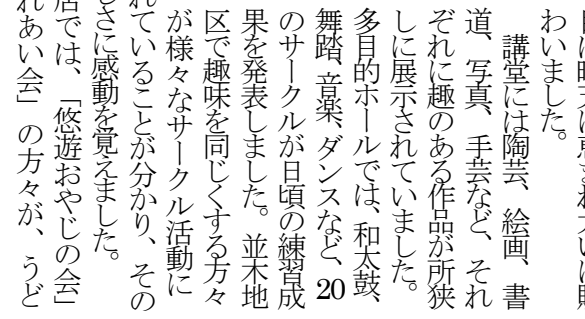 わいました。
講堂には陶芸、絵画、書
道、写真、手芸など、それ
ぞれに趣のある作品が所狭
しに展示されていました。
多目的ホールでは、和太鼓、
舞踏、音楽、ダンスなど、20
のサークルが日頃の練習成
果を発表しました。並木地
区で趣味を同じくする方々
が様々なサークル活動に
れていることが分かり、その
さに感動を覚えました。
店では、「悠遊おやじの会」
れあい会」の方々が、うど